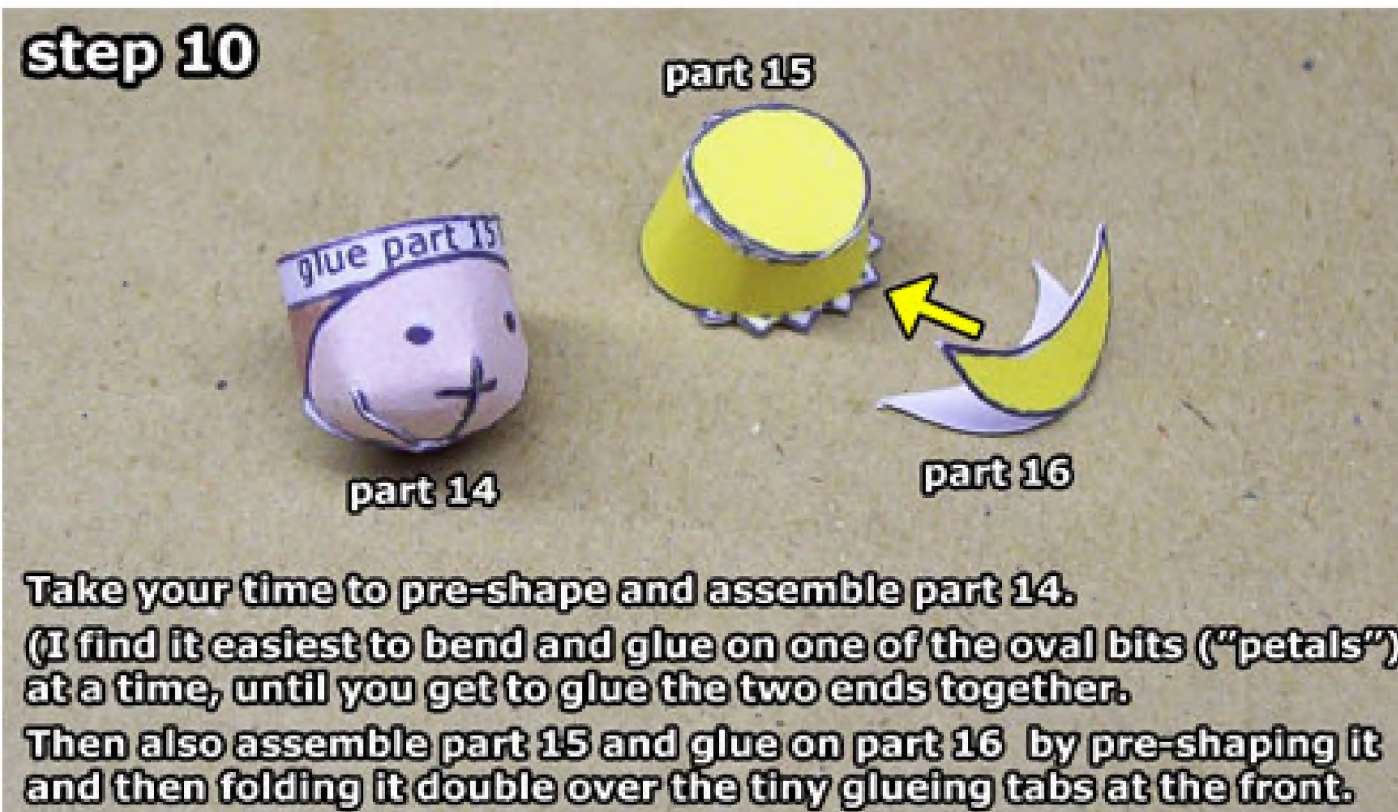 step 10
part 15
glue part 15
part 14
part 16
Take your time to pre-shape and assemble part 14.
(I find it easiest to bend and glue on one of the oval bits ("petals")
at a time, until you get to glue the two ends together.
Then also assemble part 15 and glue on part 16 by pre-shaping it
and then folding it double over the tiny glueing tabs at the front.